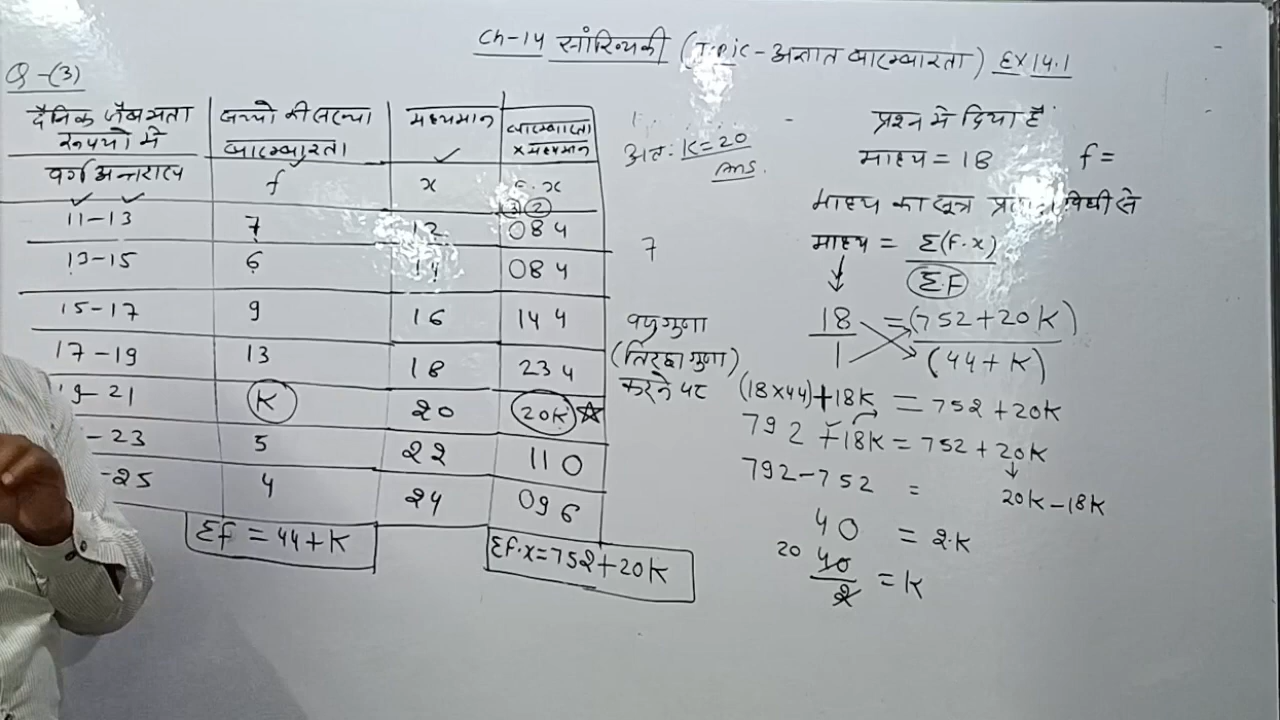 Ch-14 सांख्यिकी (Topic-अज्ञात बारम्बारता) EX 14.1
Q-(3)
दैनिक जेब भत्ता रूपयो में
वर्ग अन्तराल
बच्चो की संख्या
बारम्बारता
f
मध्यमान
x
बारम्बारता
× मध्यमान
F·x
3 2
11-13 7 12 084
13-15 6 14 084
15-17 9 16 144
17-19 13 18 234
19-21 K 20 20K
-23 5 22 110
-25 4 24 096
Σf = 44+K
Σf·x=752+20K
अत: K=20
Ans.
7
वज्रगुणा
(तिरछा गुणा)
करने पर
प्रश्न मे दिया है
माध्य = 18 f =
माध्य का सूत्र विधी से
माध्य = Σ(F·x)
ΣF
18 = (752+20K)
1 (44+K)
(18×44)+18K = 752+20K
792+18K = 752+20K
792-752 = 20K-18K
40 = 2·K
20 40
2 = K